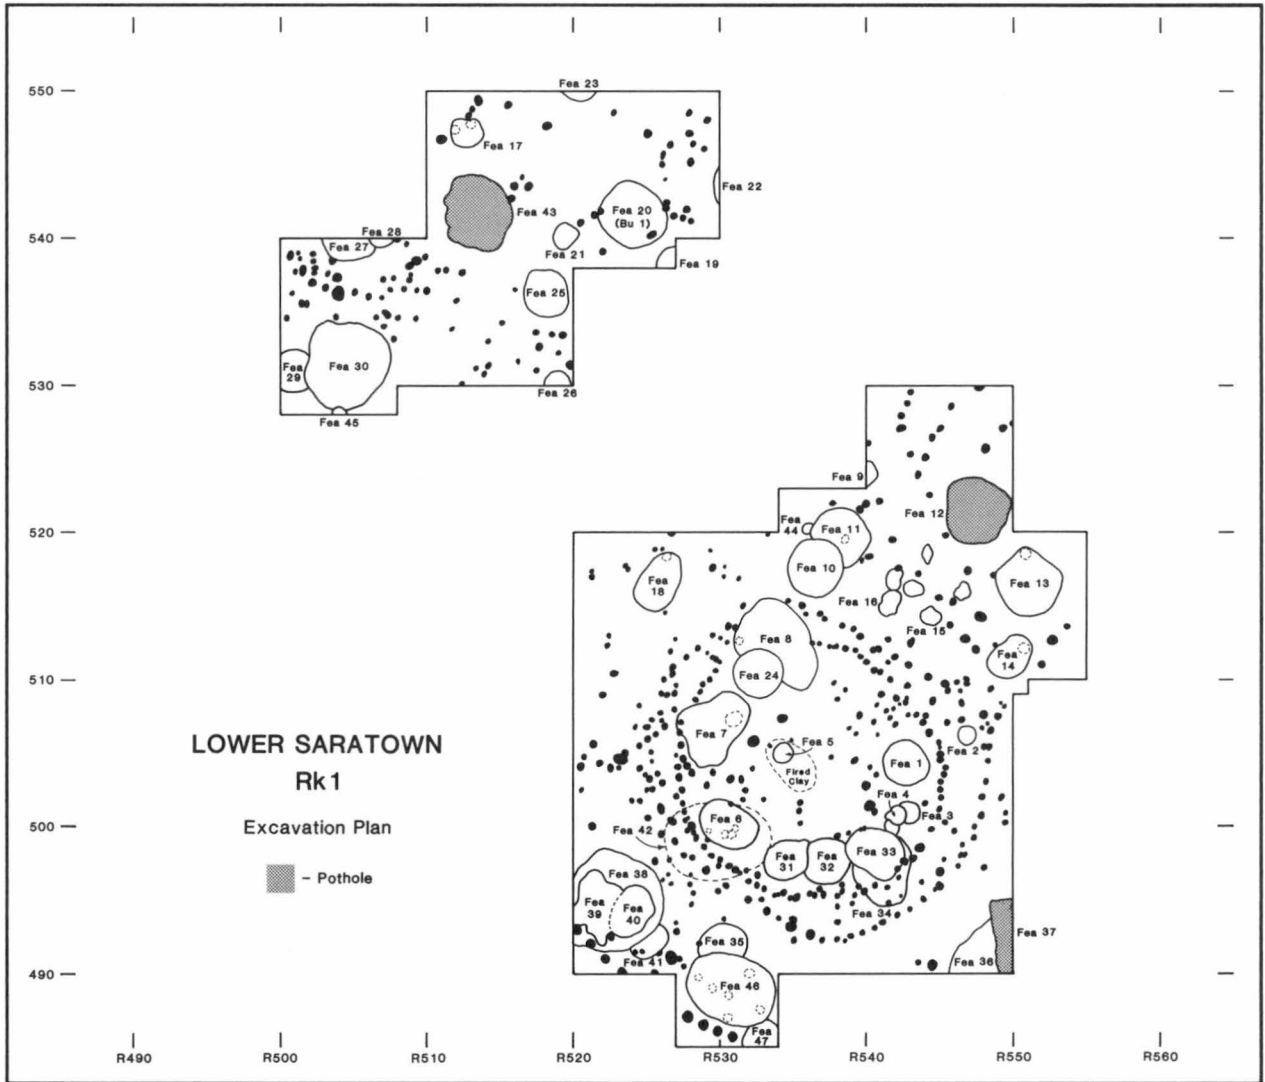 Fea 23
550
Fea 17
Fea 22
Fea 43
Fea 20
(Bu 1)
540
Fea 28
Fea 27
Fea 21
Fea 19
Fea 25
Fea
29
Fea 30
530
Fea 26
Fea 45
Fea 9
Fea 12
520
Fea
44
Fea 11
Fea 10
Fea
18
Fea 13
Fea 16
Fea 15
Fea 8
Fea
14
510
Fea 24
Fea 7
Fea 2
Fea 5
Fea 1
Fired
Clay
LOWER SARATOWN
Rk 1
Excavation Plan
- Pothole
Fea 4
Fea 3
500
Fea 6
Fea 42
Fea
31
Fea
32
Fea 33
Fea 38
Fea
39
Fea
40
Fea 34
Fea 37
Fea 35
Fea 41
Fea 36
490
Fea 46
Fea
47
R490
R500
R510
R520
R530
R540
R550
R560